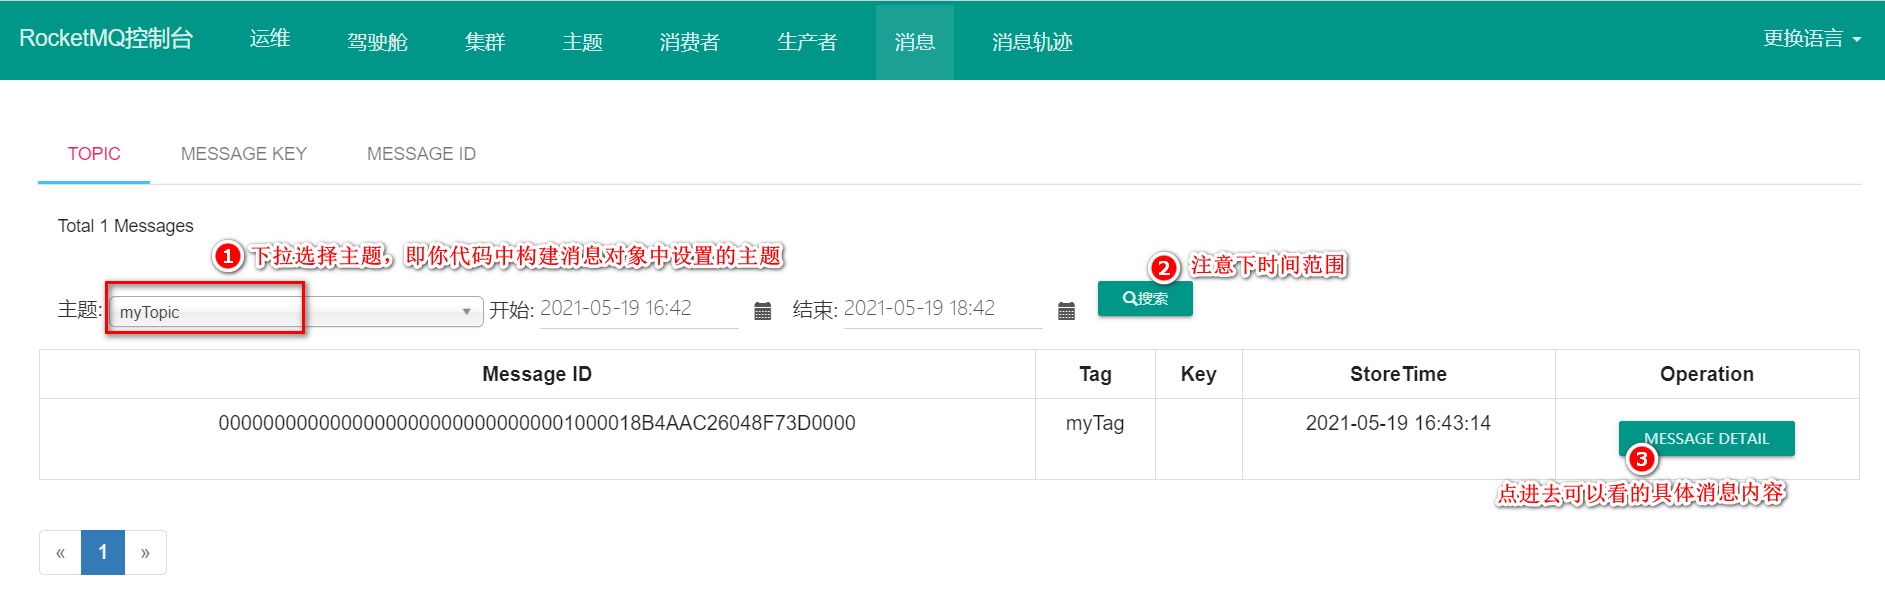 RocketMQ控制台 运维 驾驶舱 集群 主题 消费者 生产者 消息 消息轨迹 更换语言
TOPIC MESSAGE KEY MESSAGE ID
Total 1 Messages
1 下拉选择主题，即你代码中构建消息对象中设置的主题
2 注意下时间范围
主题: myTopic 开始: 2021-05-19 16:42 结束: 2021-05-19 18:42 搜索
Message ID Tag Key StoreTime Operation
00000000000000000000000000000001000018B4AAC26048F73D0000 myTag 2021-05-19 16:43:14 MESSAGE DETAIL
3
点进去可以看的具体消息内容
« 1 »